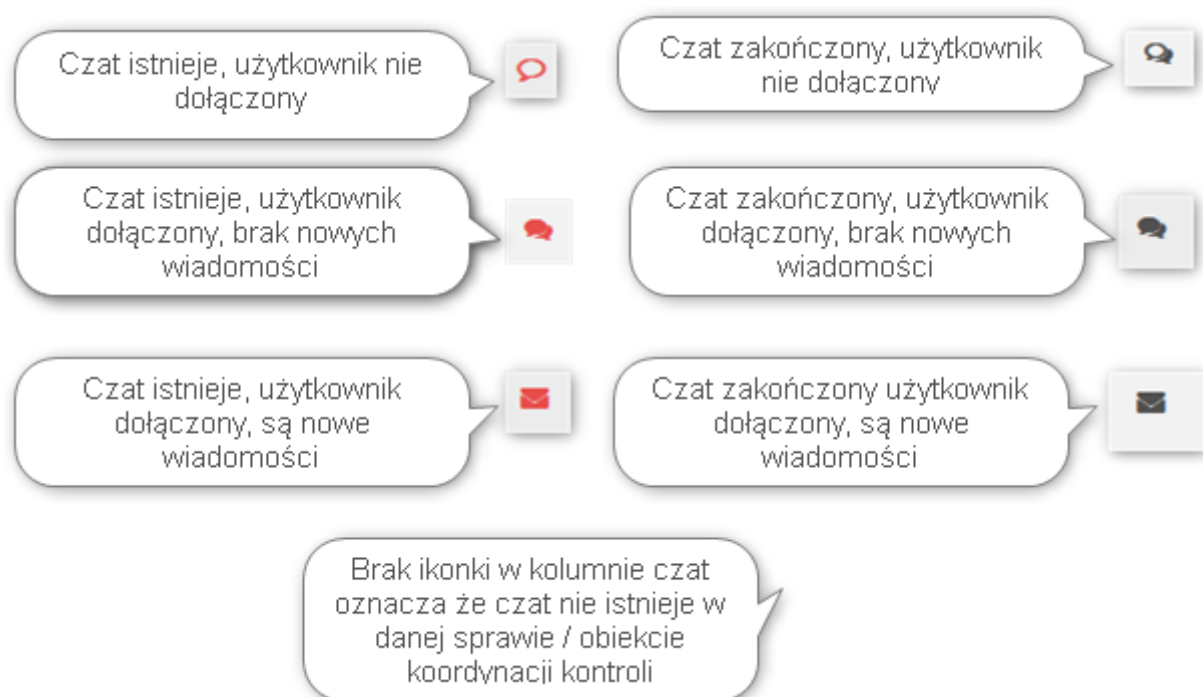 Czat istnieje, użytkownik nie
dołączony
Czat zakończony, użytkownik
nie dołączony
Czat istnieje, użytkownik
dołączony, brak nowych
wiadomości
Czat zakończony, użytkownik
dołączony, brak nowych
wiadomości
Czat istnieje, użytkownik
dołączony, są nowe
wiadomości
Czat zakończony użytkownik
dołączony, są nowe
wiadomości
Brak ikonki w kolumnie czat
oznacza że czat nie istnieje w
danej sprawie / obiekcie
koordynacji kontroli